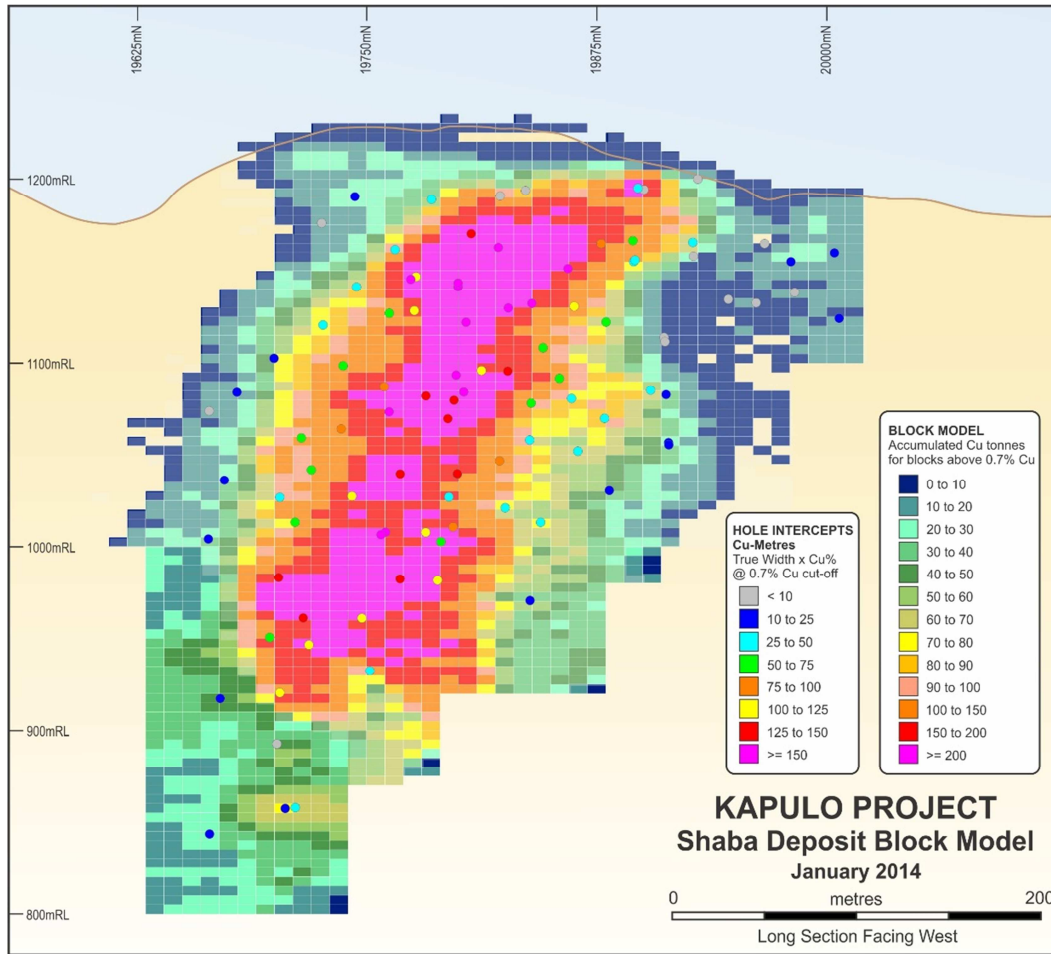 19625mN
19750mN
19875mN
20000mN
1200mRL
1100mRL
1000mRL
900mRL
800mRL
HOLE INTERCEPTS
Cu-Metres
True Width x Cu%
@ 0.7% Cu cut-off
< 10
10 to 25
25 to 50
50 to 75
75 to 100
100 to 125
125 to 150
>= 150
BLOCK MODEL
Accumulated Cu tonnes
for blocks above 0.7% Cu
0 to 10
10 to 20
20 to 30
30 to 40
40 to 50
50 to 60
60 to 70
70 to 80
80 to 90
90 to 100
100 to 150
150 to 200
>= 200
KAPULO PROJECT
Shaba Deposit Block Model
January 2014
0 metres 200
Long Section Facing West